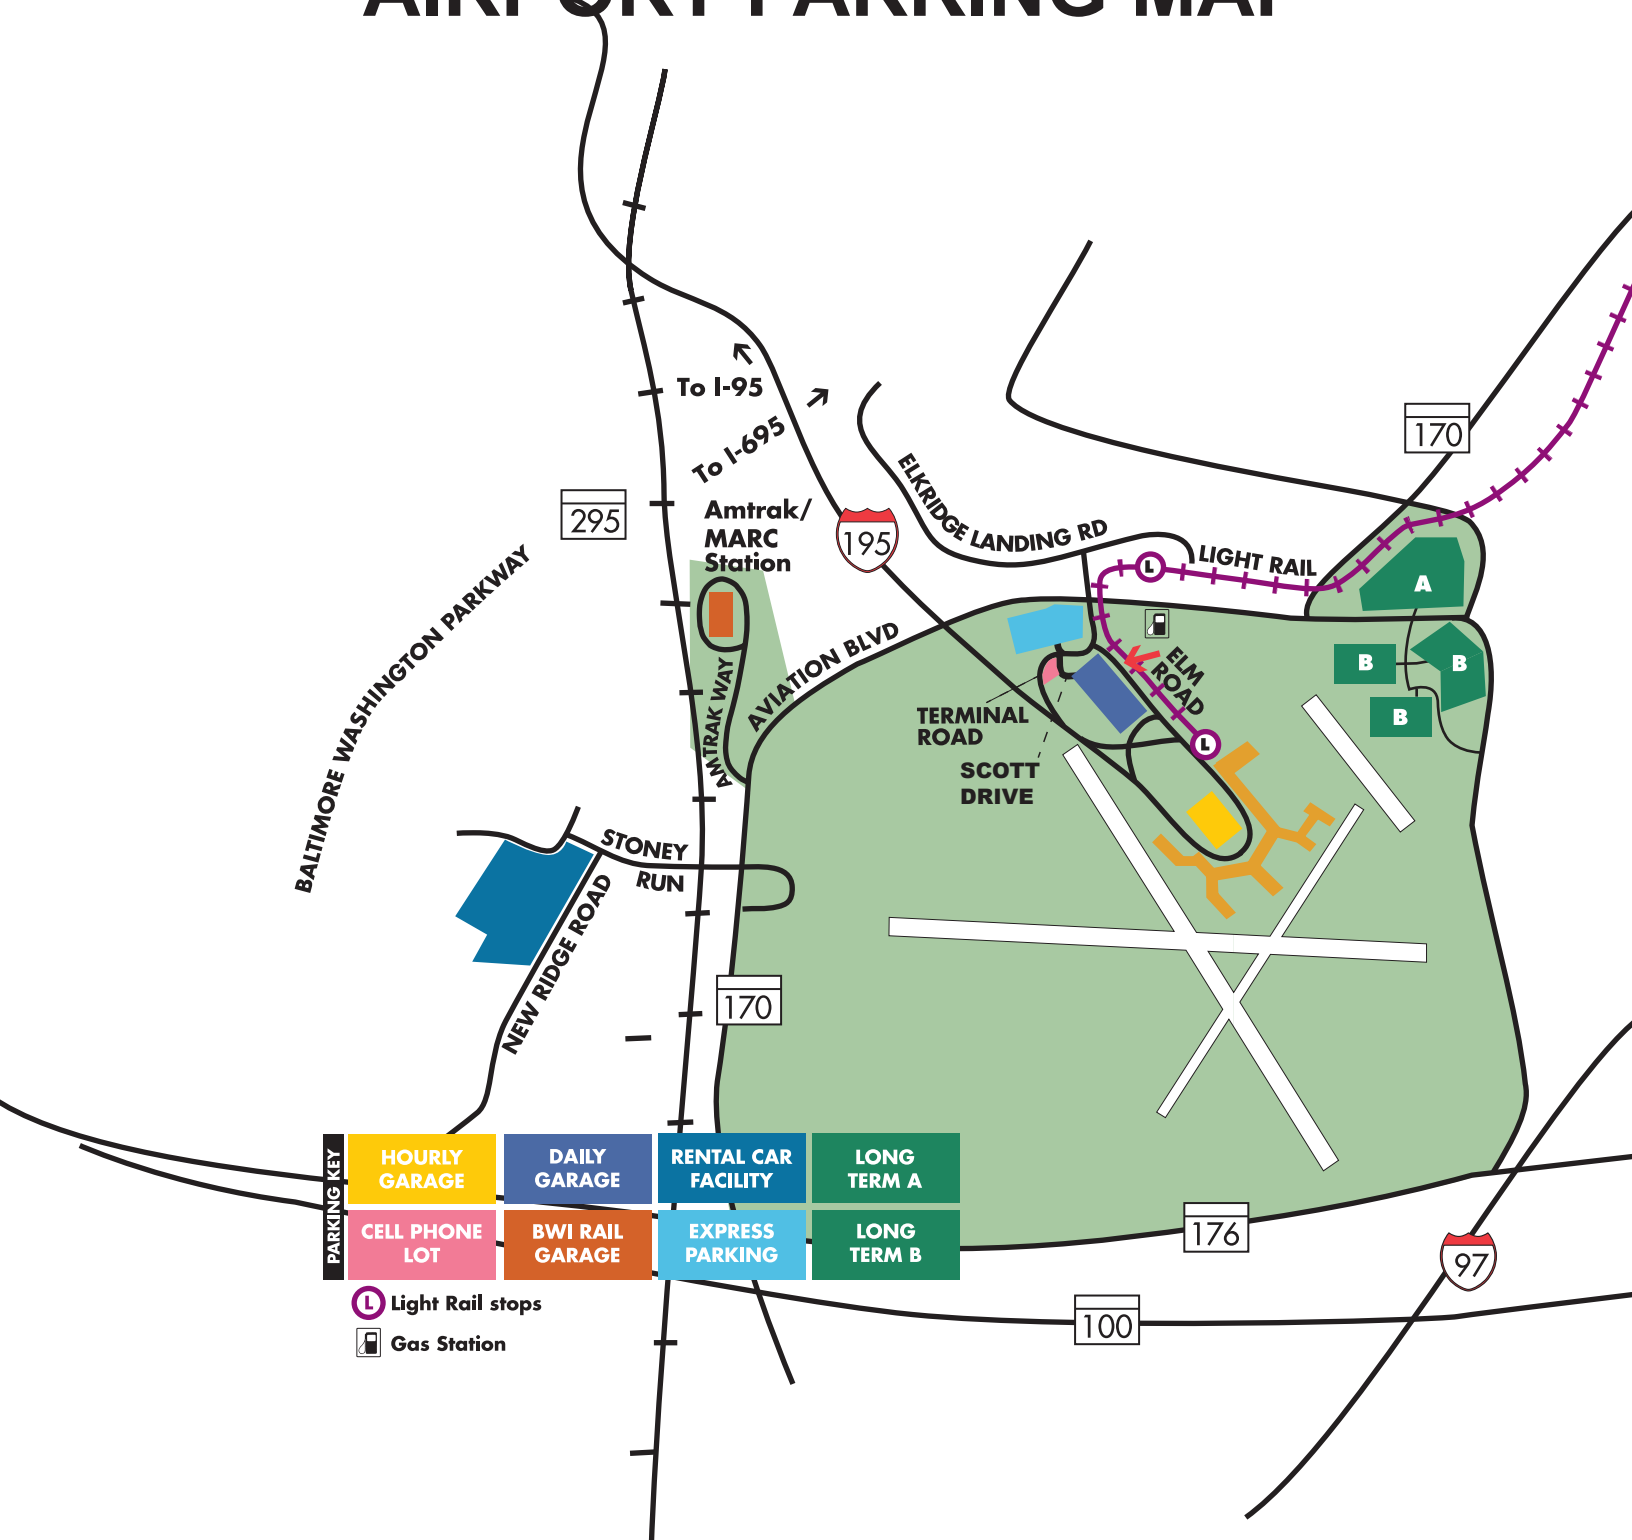 AIRPORT PARKING MAP
To I-95
To I-695
170
295
Amtrak/
MARC
Station
195
ELKRIDGE LANDING RD
LIGHT RAIL
L
A
BALTIMORE WASHINGTON PARKWAY
AMTRAK WAY
AVIATION BLVD
ELM
ROAD
B
B
B
TERMINAL
ROAD
L
SCOTT
DRIVE
STONEY
RUN
NEW RIDGE ROAD
170
PARKING KEY
HOURLY
GARAGE
DAILY
GARAGE
RENTAL CAR
FACILITY
LONG
TERM A
CELL PHONE
LOT
BWI RAIL
GARAGE
EXPRESS
PARKING
LONG
TERM B
176
97
L Light Rail stops
100
Gas Station